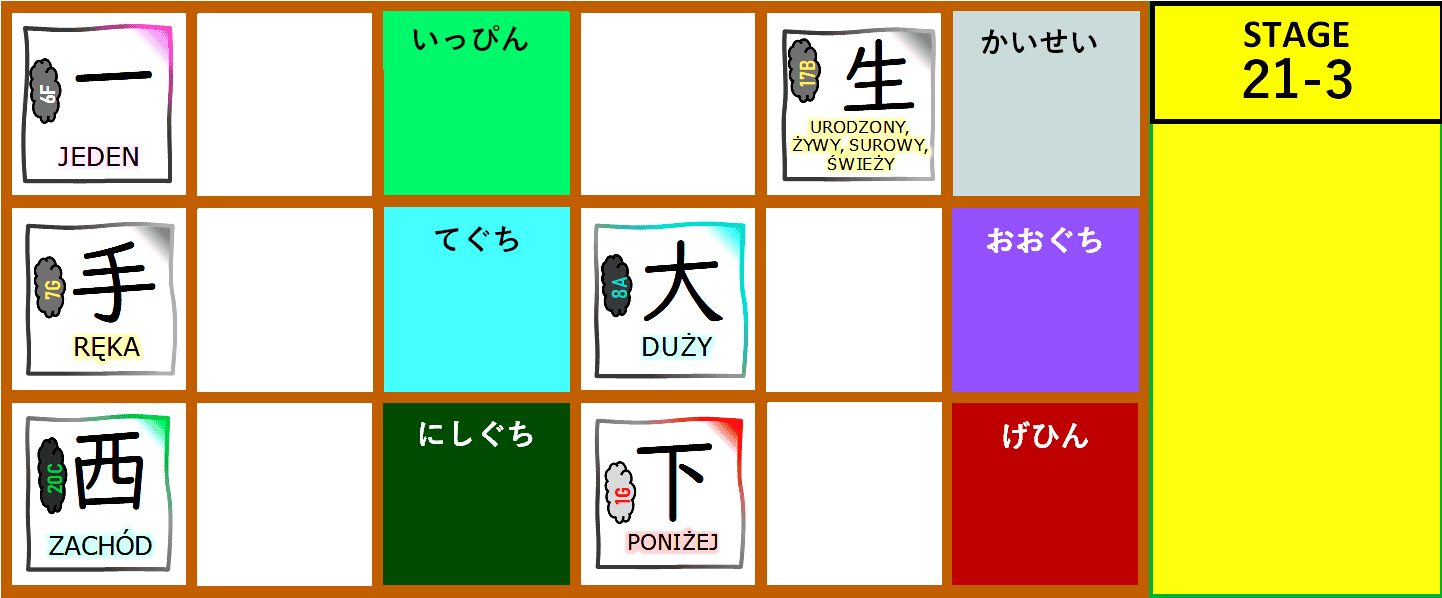 6F
一
JEDEN
いっぴん
17B
生
URODZONY,
ŻYWY, SUROWY,
ŚWIEŻY
かいせい
STAGE
21-3
7G
手
RĘKA
てぐち
8A
大
DUŻY
おおぐち
20C
西
ZACHÓD
にしぐち
1G
下
PONIŻEJ
げひん